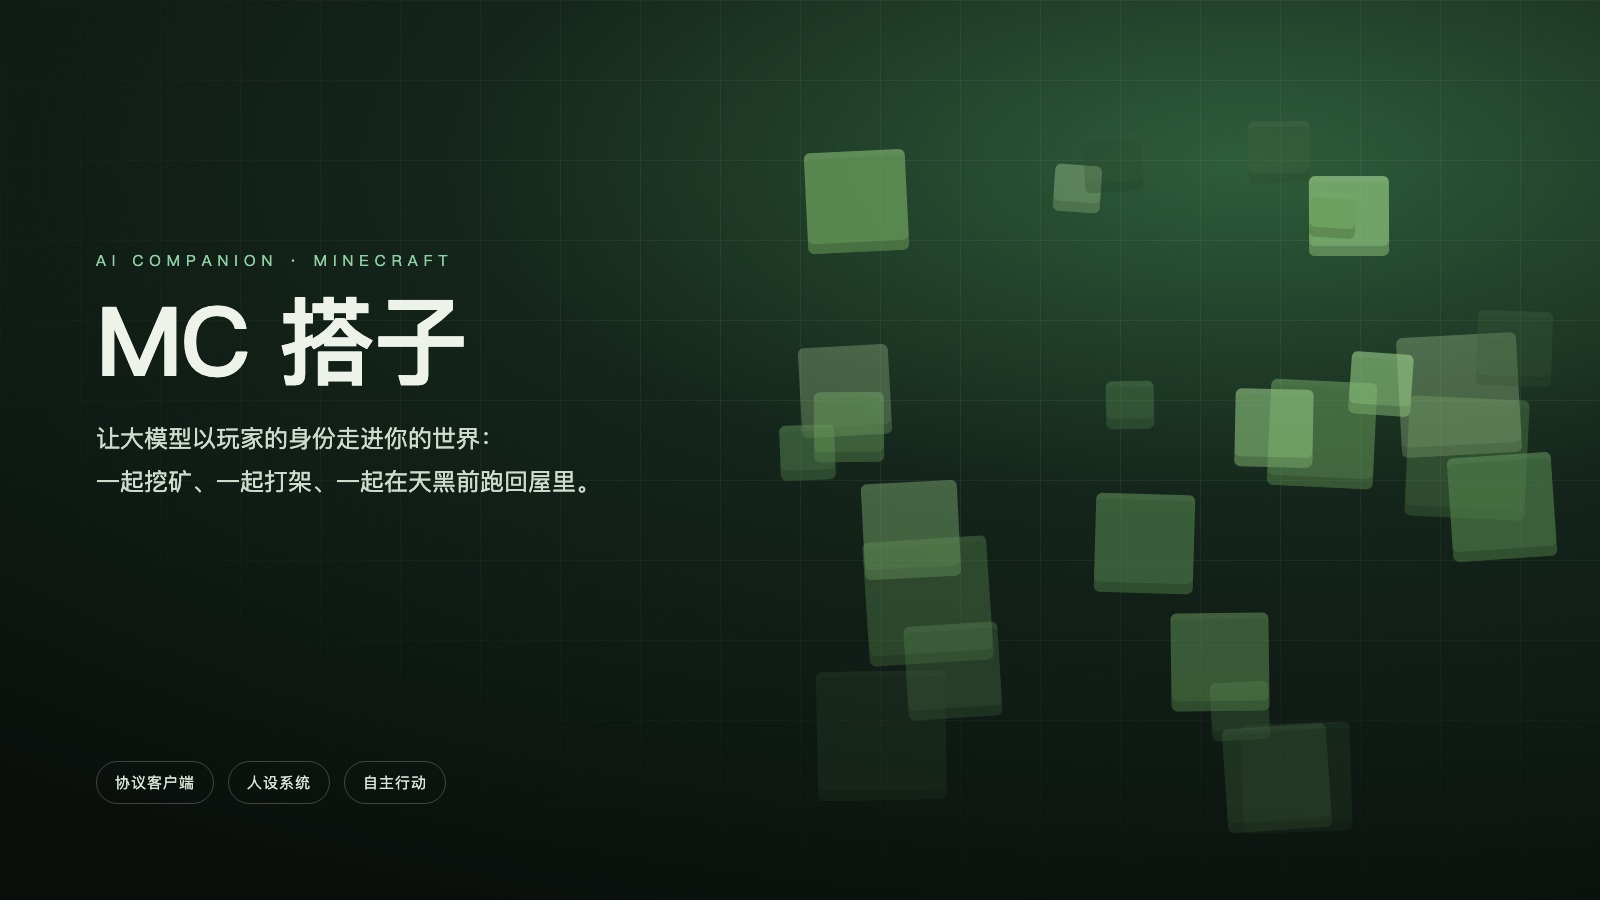 AI COMPANION · MINECRAFT
MC 搭子
让大模型以玩家的身份走进你的世界：
一起挖矿、一起打架、一起在天黑前跑回屋里。
协议客户端
人设系统
自主行动